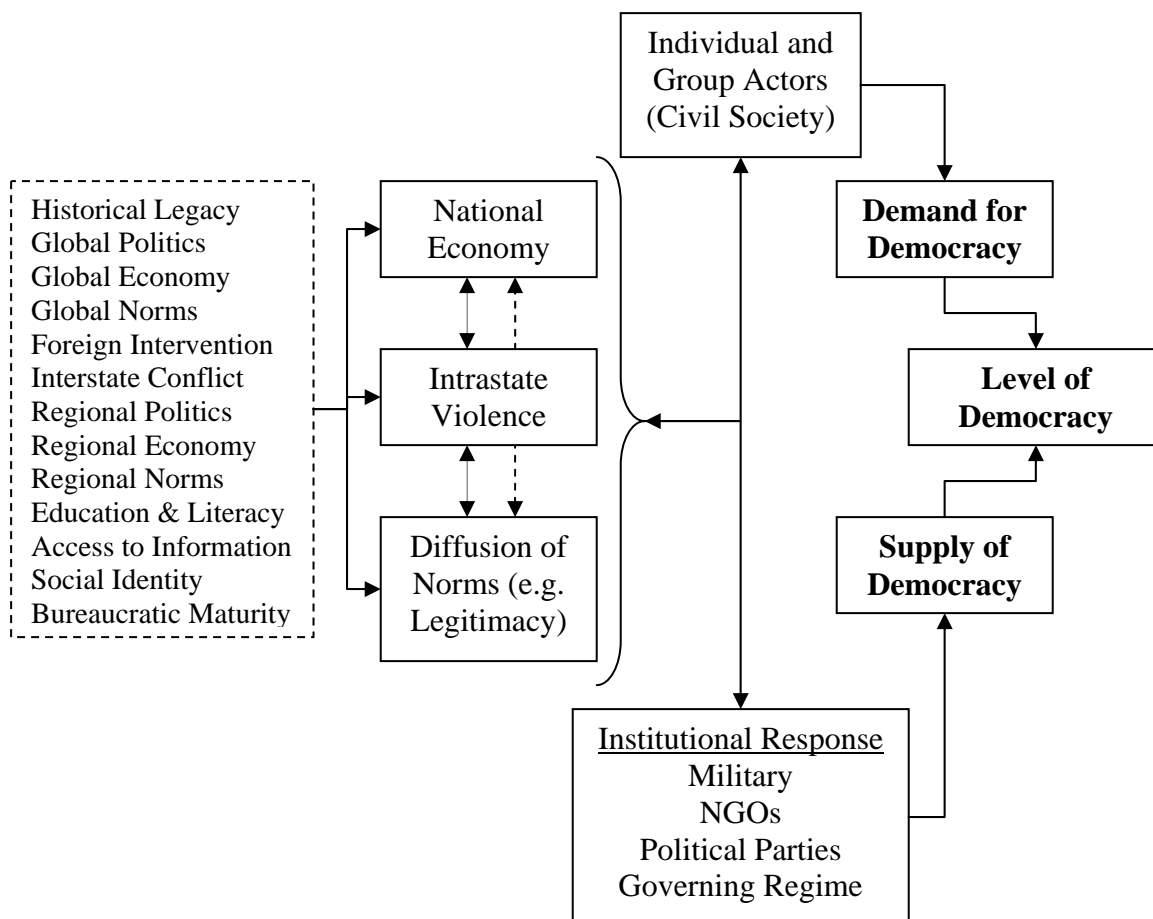 Individual and
Group Actors
(Civil Society)
Historical Legacy
Global Politics
Global Economy
Global Norms
Foreign Intervention
Interstate Conflict
Regional Politics
Regional Economy
Regional Norms
Education & Literacy
Access to Information
Social Identity
Bureaucratic Maturity
National
Economy
Intrastate
Violence
Diffusion of
Norms (e.g.
Legitimacy)
Demand for
Democracy
Level of
Democracy
Supply of
Democracy
Institutional Response
Military
NGOs
Political Parties
Governing Regime